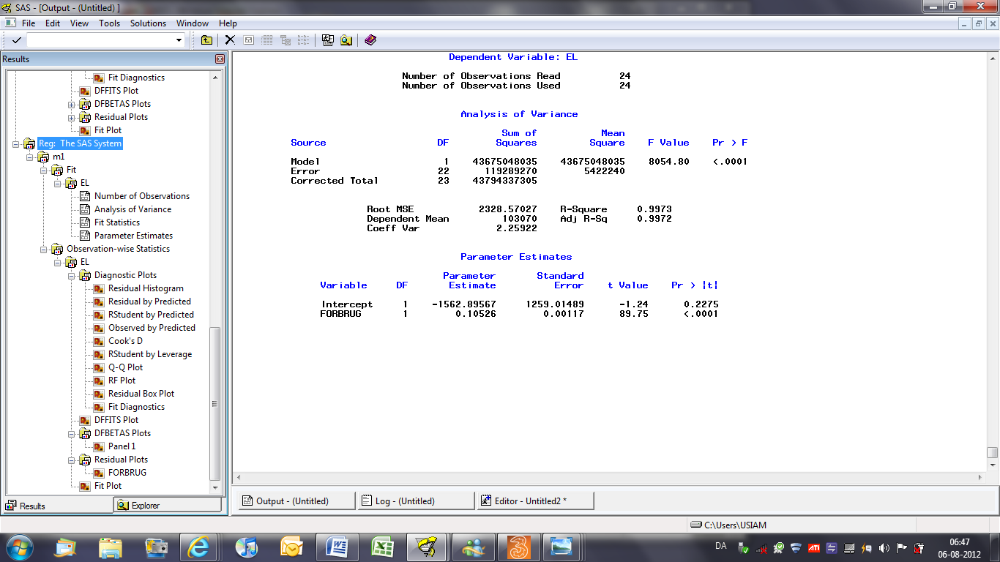 SAS - [Output - (Untitled) ]
File Edit View Tools Solutions Window Help
Results
Fit Diagnostics
DFFITS Plot
DFBETAS Plots
Residual Plots
Fit Plot
Reg: The SAS System
m1
Fit
EL
Number of Observations
Analysis of Variance
Fit Statistics
Parameter Estimates
Observation-wise Statistics
EL
Diagnostic Plots
Residual Histogram
Residual by Predicted
RStudent by Predicted
Observed by Predicted
Cook's D
RStudent by Leverage
Q-Q Plot
RF Plot
Residual Box Plot
Fit Diagnostics
DFFITS Plot
DFBETAS Plots
Panel 1
Residual Plots
FORBRUG
Fit Plot
Results Explorer
Dependent Variable: EL
Number of Observations Read 24
Number of Observations Used 24
Analysis of Variance
Sum of Mean
Source DF Squares Square F Value Pr > F
Model 1 43675048035 43675048035 8054.80 <.0001
Error 22 119289270 5422240
Corrected Total 23 43794337305
Root MSE 2328.57027 R-Square 0.9973
Dependent Mean 103070 Adj R-Sq 0.9972
Coeff Var 2.25922
Parameter Estimates
Parameter Standard
Variable DF Estimate Error t Value Pr > |t|
Intercept 1 -1562.89567 1259.01489 -1.24 0.2275
FORBRUG 1 0.10526 0.00117 89.75 <.0001
Output - (Untitled) Log - (Untitled) Editor - Untitled2 *
C:\Users\USIAM
DA
06:47
06-08-2012